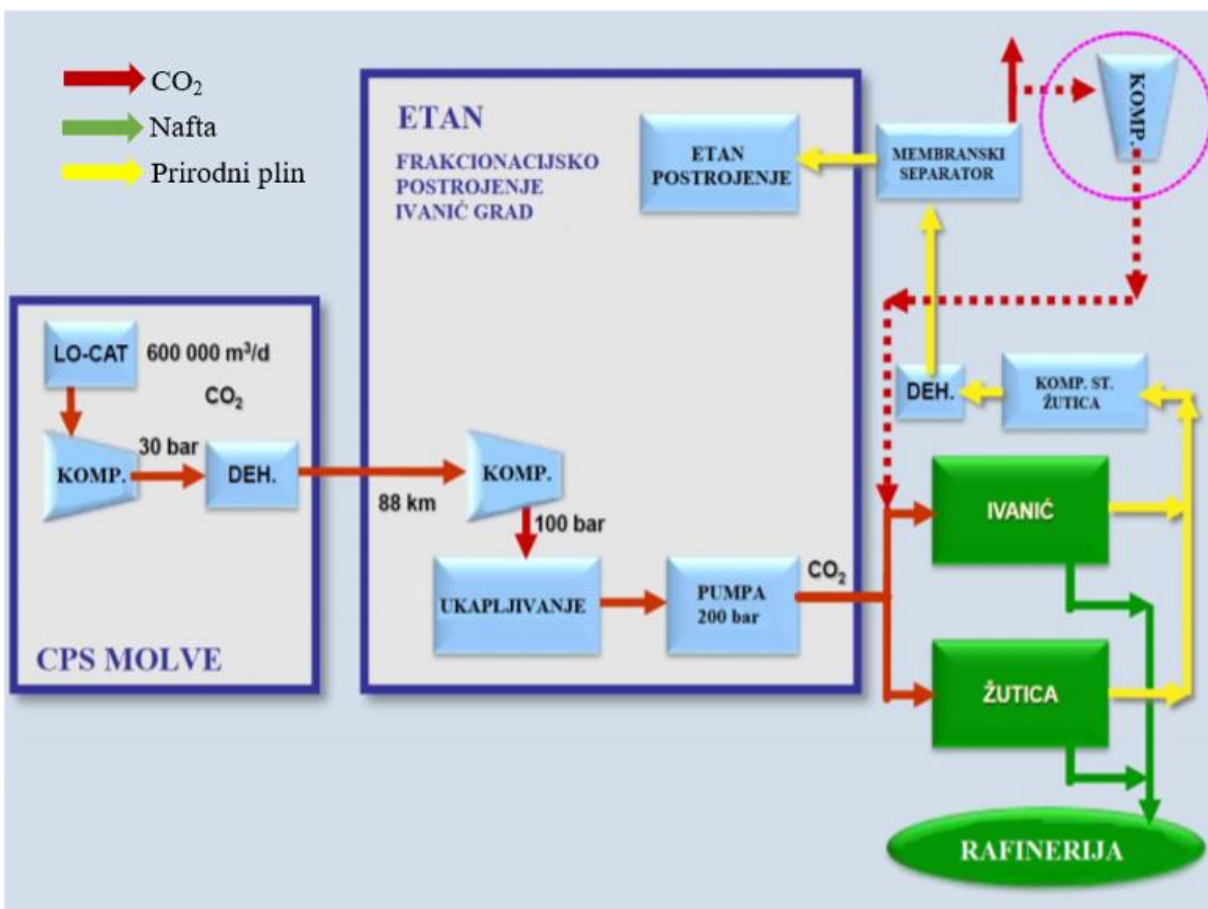 CO₂
Nafta
Prirodni plin
ETAN
FRAKCIONACIJSKO
POSTROJENJE
IVANIĆ GRAD
ETAN
POSTROJENJE
MEMBRANSKI
SEPARATOR
KOMP.
LO-CAT
600 000 m³/d
CO₂
KOMP.
30 bar
DEH.
88 km
KOMP.
100 bar
UKAPLJIVANJE
PUMPA
200 bar
CO₂
DEH.
KOMP. ST.
ŽUTICA
IVANIĆ
ŽUTICA
CPS MOLVE
RAFINERIJA